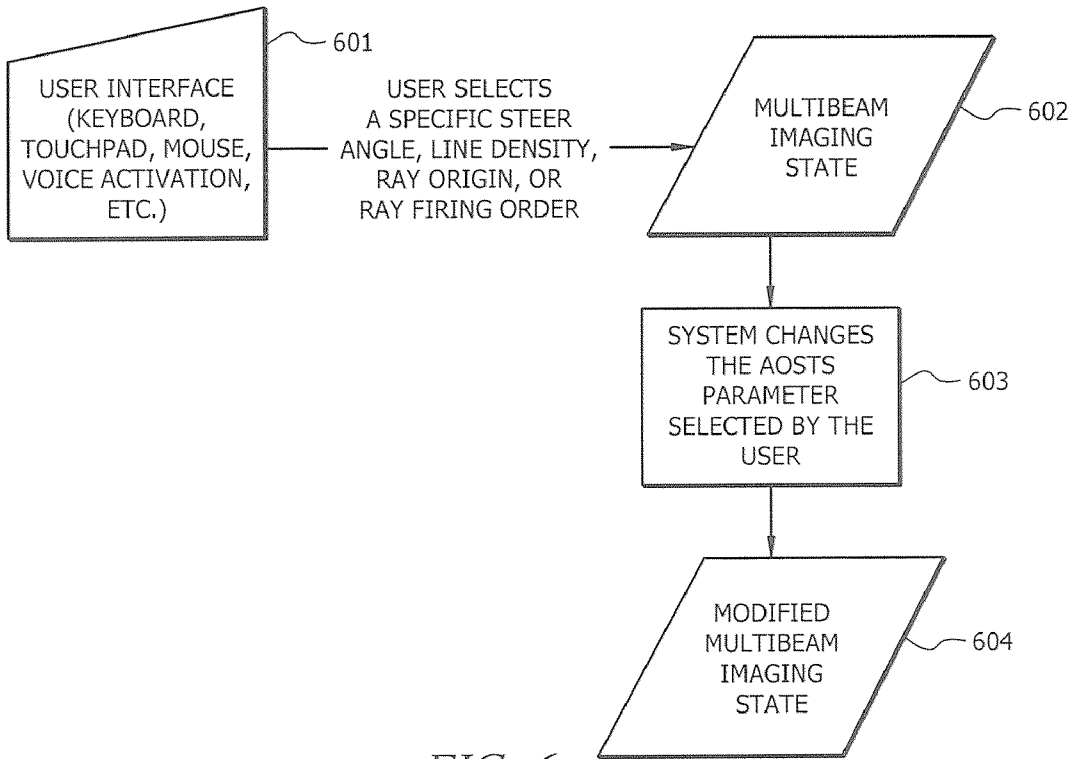 601
USER INTERFACE
(KEYBOARD,
TOUCHPAD, MOUSE,
VOICE ACTIVATION,
ETC.)
USER SELECTS
A SPECIFIC STEER
ANGLE, LINE DENSITY,
RAY ORIGIN, OR
RAY FIRING ORDER
MULTIBEAM
IMAGING
STATE
602
SYSTEM CHANGES
THE AOSTS
PARAMETER
SELECTED BY THE
USER
603
MODIFIED
MULTIBEAM
IMAGING
STATE
604
FIG. 6